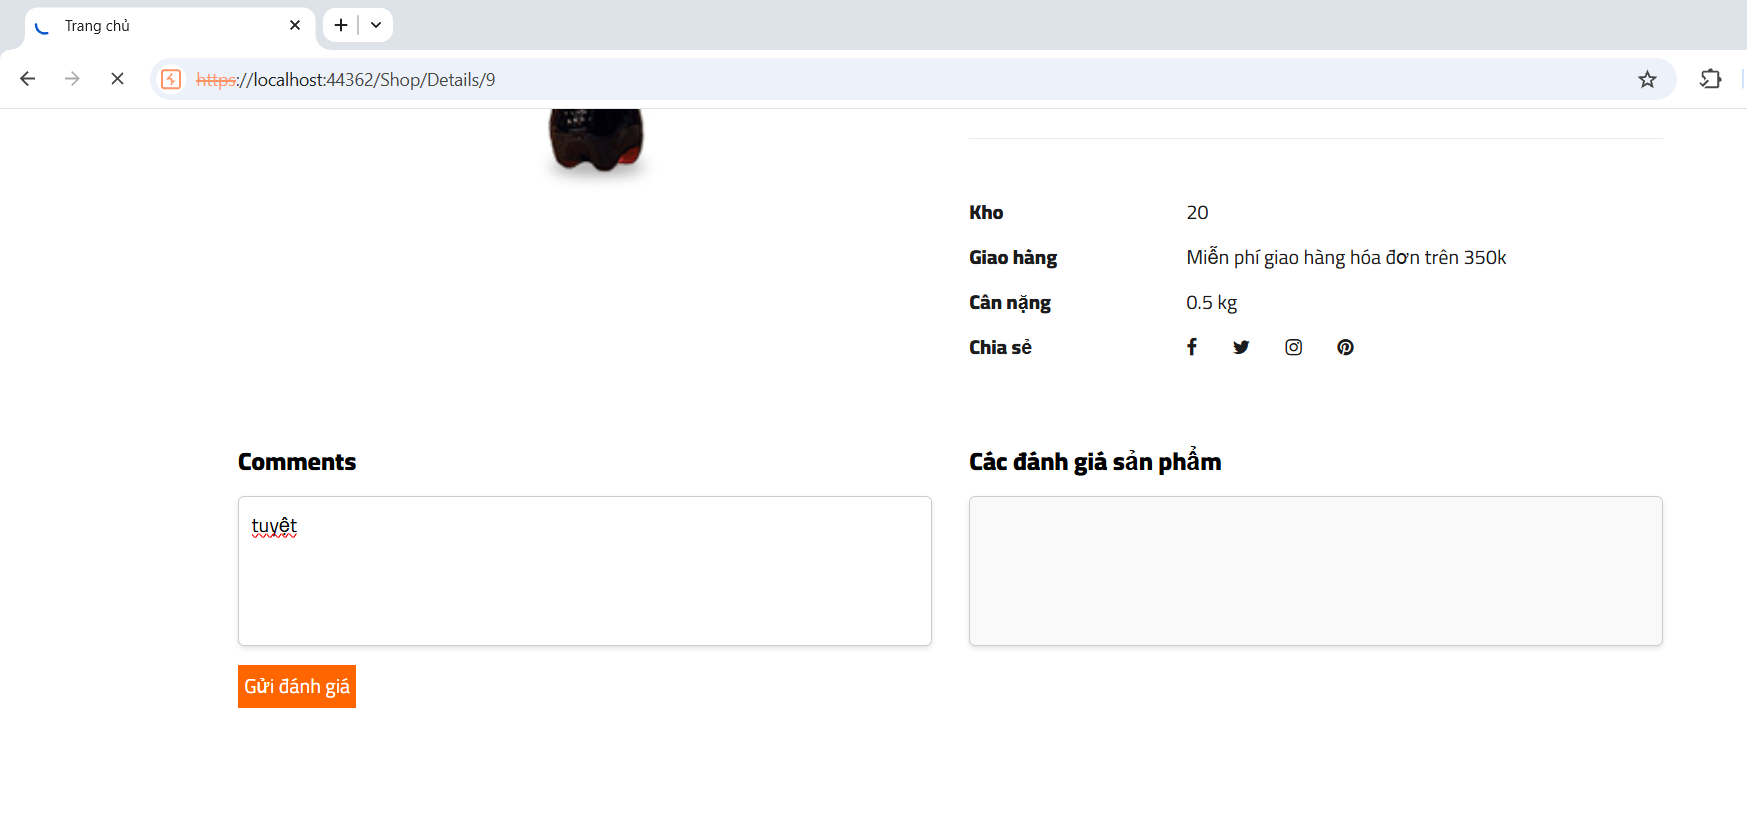 Trang chủ
https://localhost:44362/Shop/Details/9
Kho 20
Giao hàng Miễn phí giao hàng hóa đơn trên 350k
Cân nặng 0.5 kg
Chia sẻ
Comments
tuyệt
Gửi đánh giá
Các đánh giá sản phẩm